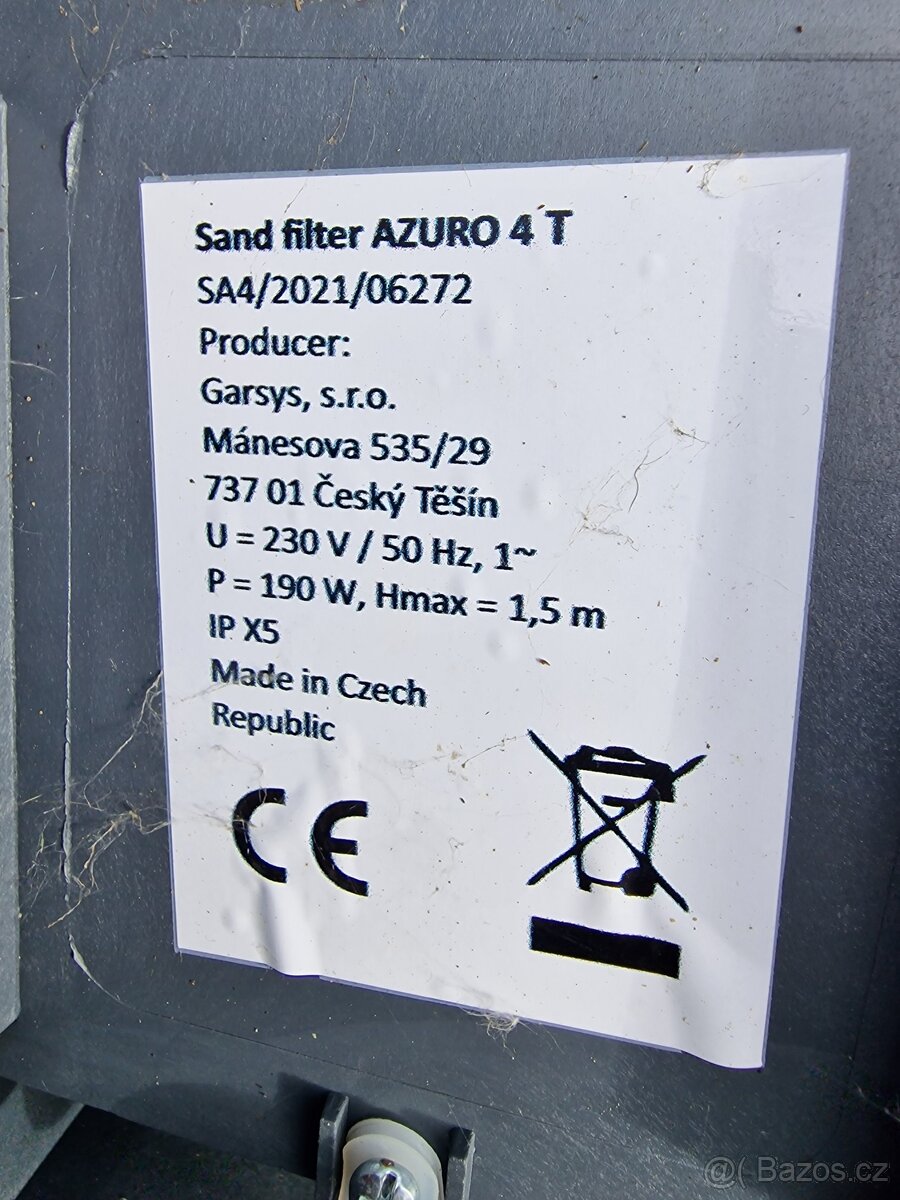 Sand filter AZURO 4 T
SA4/2021/06272
Producer:
Garsys, s.r.o.
Mánesova 535/29
737 01 Český Těšín
U = 230 V / 50 Hz, 1~
P = 190 W, Hmax = 1,5 m
IP X5
Made in Czech
Republic
CE
@( Bazos.cz